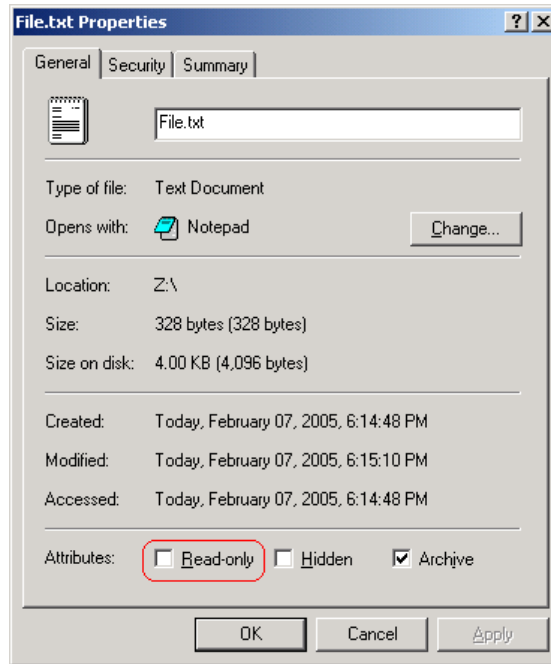 File.txt Properties
General Security Summary
File.txt
Type of file: Text Document
Opens with: Notepad Change...
Location: Z:\
Size: 328 bytes (328 bytes)
Size on disk: 4.00 KB (4,096 bytes)
Created: Today, February 07, 2005, 6:14:48 PM
Modified: Today, February 07, 2005, 6:15:10 PM
Accessed: Today, February 07, 2005, 6:14:48 PM
Attributes: Read-only Hidden Archive
OK Cancel Apply